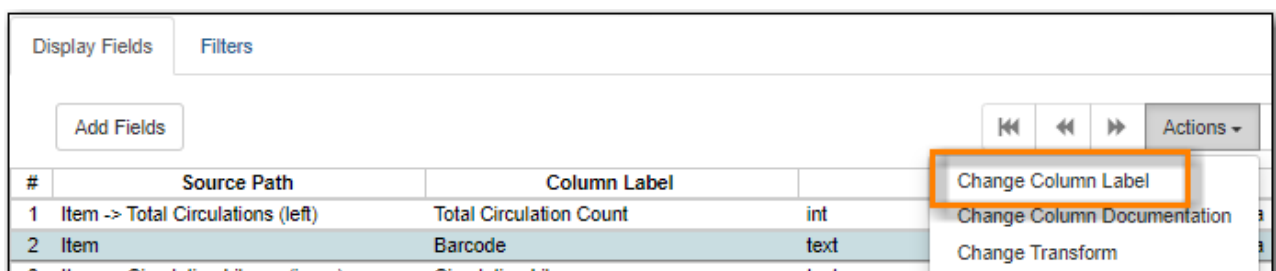 Display Fields Filters
Add Fields Actions
# Source Path Column Label Change Column Label
1 Item -> Total Circulations (left) Total Circulation Count int Change Column Documentation
2 Item Barcode text Change Transform